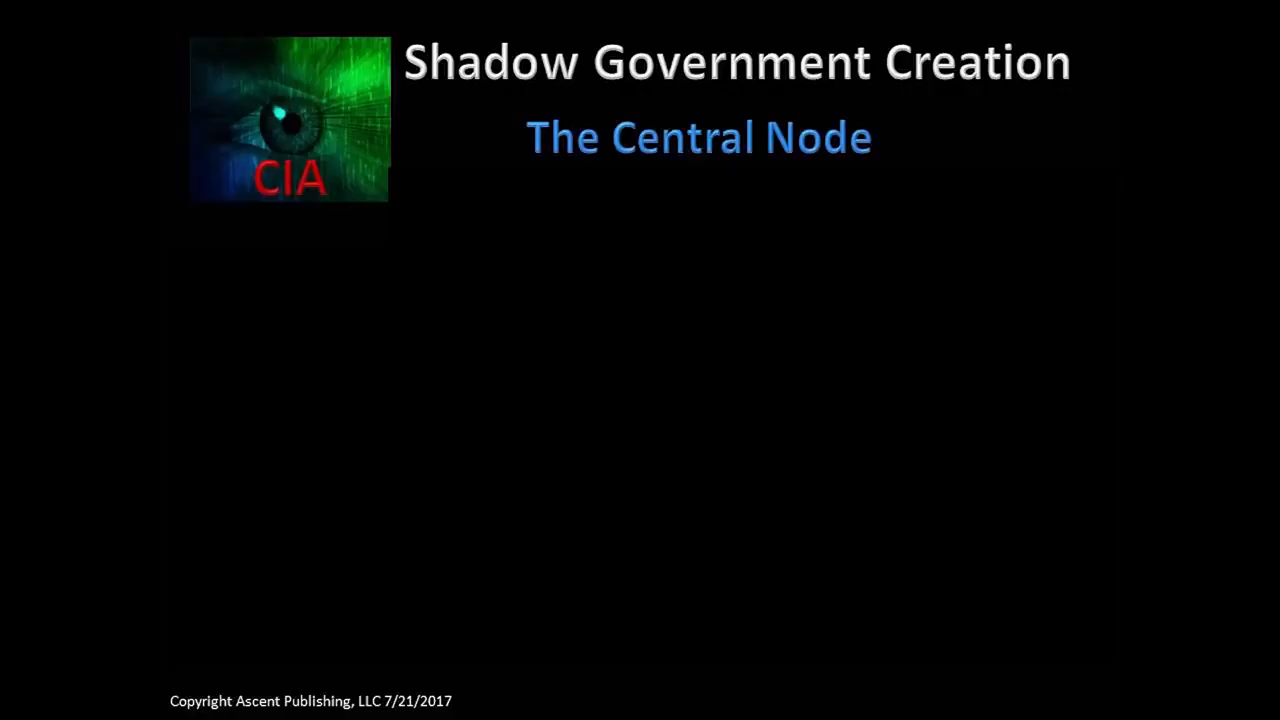 Shadow Government Creation
The Central Node
CIA
Copyright Ascent Publishing, LLC 7/21/2017